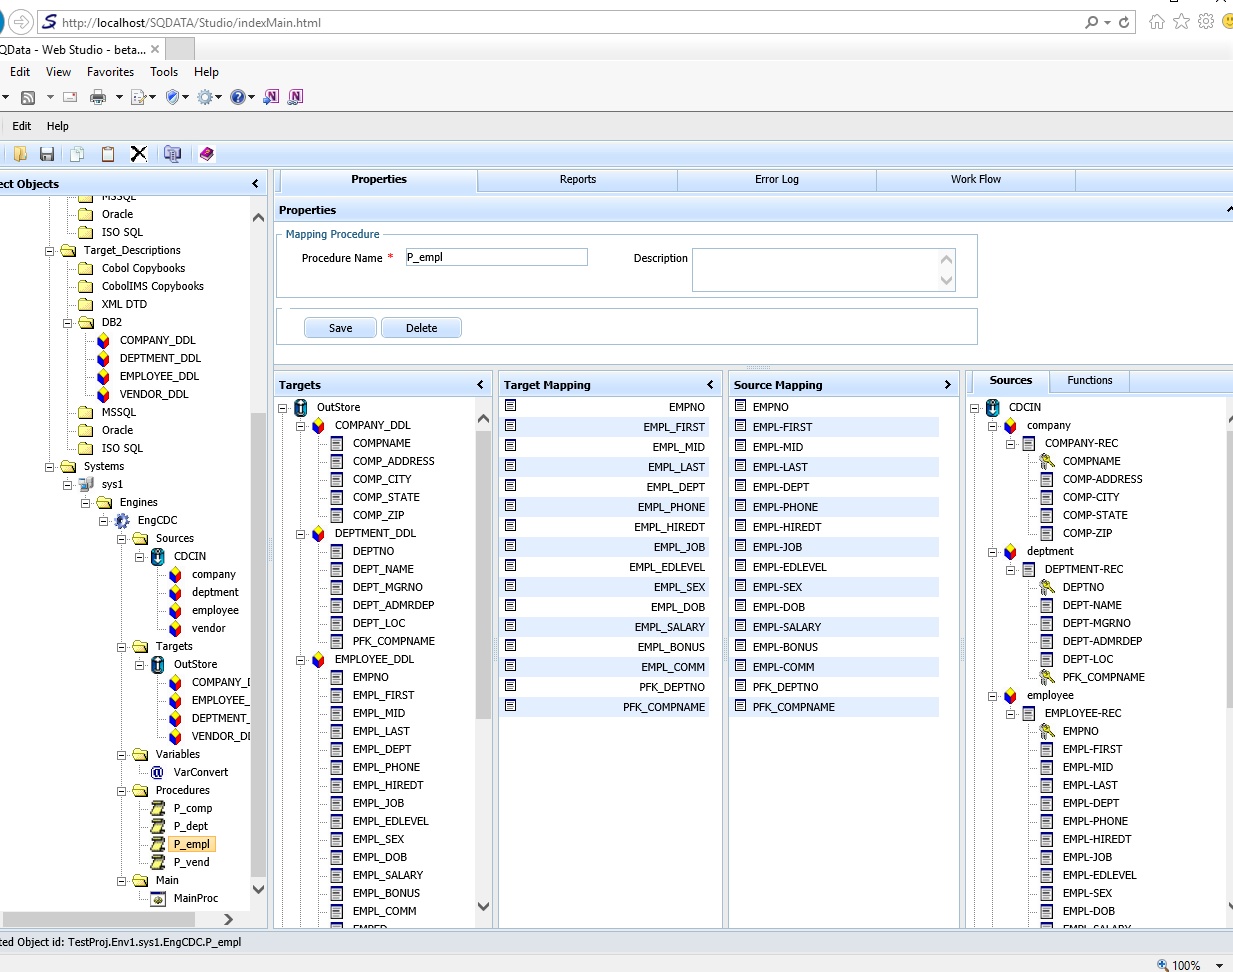 http://localhost/SQDATA/Studio/indexMain.html
QData - Web Studio - beta...
Edit View Favorites Tools Help
Edit Help
ect Objects
MSSQL
Oracle
ISO SQL
Target_Descriptions
Cobol Copybooks
CobolIMS Copybooks
XML DTD
DB2
COMPANY_DDL
DEPTMENT_DDL
EMPLOYEE_DDL
VENDOR_DDL
MSSQL
Oracle
ISO SQL
Systems
sys1
Engines
EngCDC
Sources
CDCIN
company
deptment
employee
vendor
Targets
OutStore
COMPANY_D
EMPLOYEE_
DEPTMENT_
VENDOR_DI
Variables
VarConvert
Procedures
P_comp
P_dept
P_empl
P_vend
Main
MainProc
Properties Reports Error Log Work Flow
Properties
Mapping Procedure
Procedure Name * P_empl Description
Save Delete
Targets
OutStore
COMPANY_DDL
COMPNAME
COMP_ADDRESS
COMP_CITY
COMP_STATE
COMP_ZIP
DEPTMENT_DDL
DEPTNO
DEPT_NAME
DEPT_MGRNO
DEPT_ADMRDEP
DEPT_LOC
PFK_COMPNAME
EMPLOYEE_DDL
EMPNO
EMPL_FIRST
EMPL_MID
EMPL_LAST
EMPL_DEPT
EMPL_PHONE
EMPL_HIREDT
EMPL_JOB
EMPL_EDLEVEL
EMPL_SEX
EMPL_DOB
EMPL_SALARY
EMPL_BONUS
EMPL_COMM
Target Mapping
EMPNO
EMPL_FIRST
EMPL_MID
EMPL_LAST
EMPL_DEPT
EMPL_PHONE
EMPL_HIREDT
EMPL_JOB
EMPL_EDLEVEL
EMPL_SEX
EMPL_DOB
EMPL_SALARY
EMPL_BONUS
EMPL_COMM
PFK_DEPTNO
PFK_COMPNAME
Source Mapping
EMPNO
EMPL-FIRST
EMPL-MID
EMPL-LAST
EMPL-DEPT
EMPL-PHONE
EMPL-HIREDT
EMPL-JOB
EMPL-EDLEVEL
EMPL-SEX
EMPL-DOB
EMPL-SALARY
EMPL-BONUS
EMPL-COMM
PFK_DEPTNO
PFK_COMPNAME
Sources Functions
CDCIN
company
COMPANY-REC
COMPNAME
COMP-ADDRESS
COMP-CITY
COMP-STATE
COMP-ZIP
deptment
DEPTMENT-REC
DEPTNO
DEPT-NAME
DEPT-MGRNO
DEPT-ADMRDEP
DEPT-LOC
PFK_COMPNAME
employee
EMPLOYEE-REC
EMPNO
EMPL-FIRST
EMPL-MID
EMPL-LAST
EMPL-DEPT
EMPL-PHONE
EMPL-HIREDT
EMPL-JOB
EMPL-EDLEVEL
EMPL-SEX
EMPL-DOB
EMPL-SALARY
ted Object id: TestProj.Env1.sys1.EngCDC.P_empl
100%